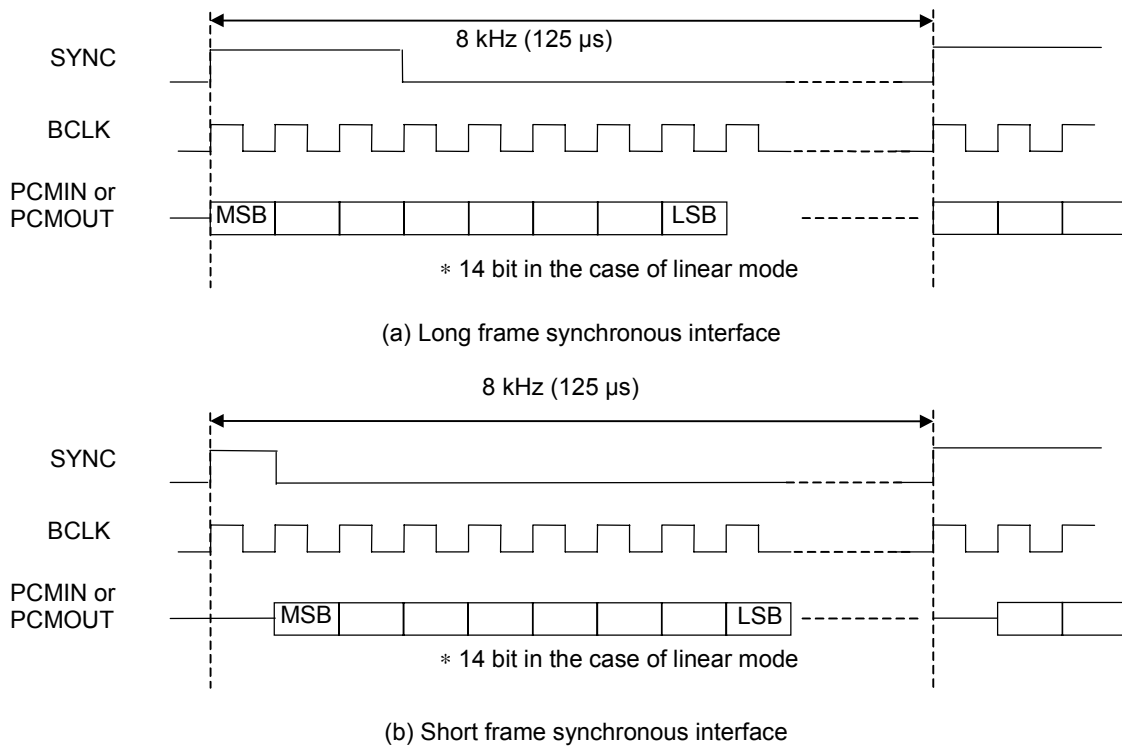 8 kHz (125 µs)
SYNC
BCLK
PCMIN or
PCMOUT
MSB
LSB
∗ 14 bit in the case of linear mode
(a) Long frame synchronous interface
8 kHz (125 µs)
SYNC
BCLK
PCMIN or
PCMOUT
MSB
LSB
∗ 14 bit in the case of linear mode
(b) Short frame synchronous interface